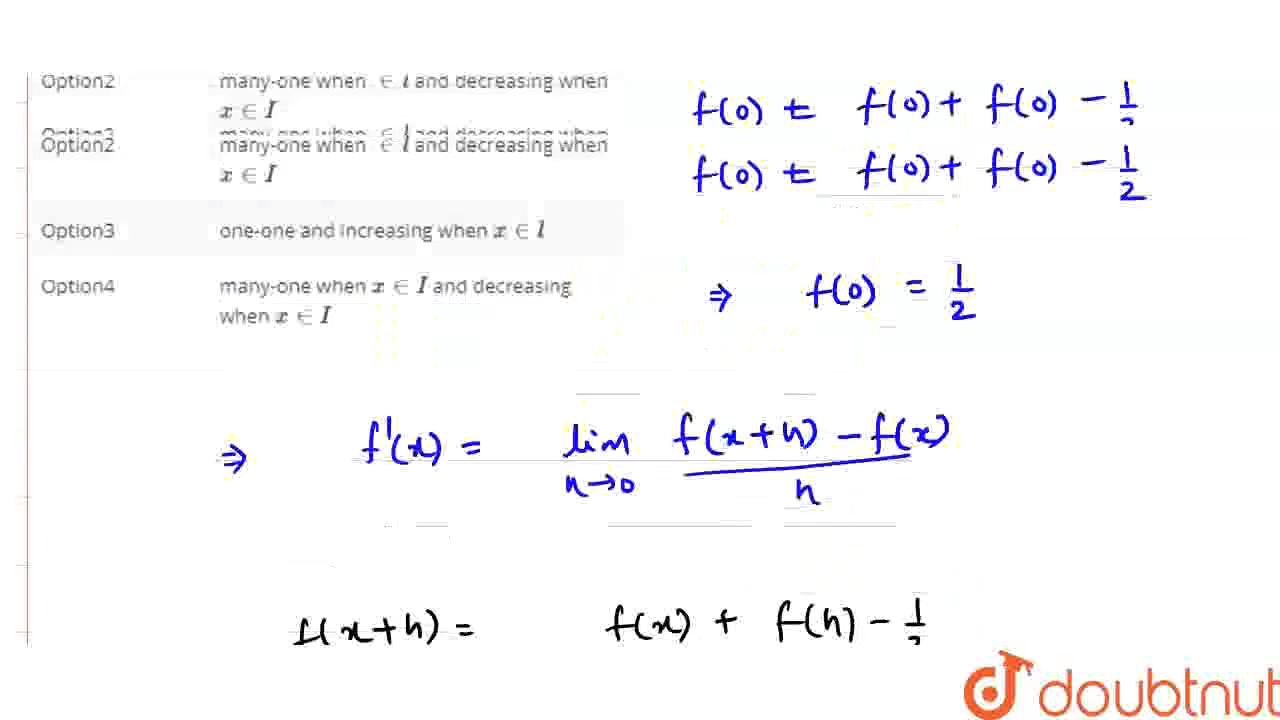 Option2 many-one when ∈ l and decreasing when
x ∈ I
Option2 many-one when ∈ l and decreasing when
x ∈ I
Option3 one-one and increasing when x ∈ l
Option4 many-one when x ∈ I and decreasing
when x ∈ I
f(0) = f(0) + f(0) - 1/2
f(0) = f(0) + f(0) - 1/2
⇒ f(0) = 1/2
⇒ f'(x) = lim h→0 f(x+h) - f(x) / h
f(x+h) = f(x) + f(h) - 1/2
doubtnut